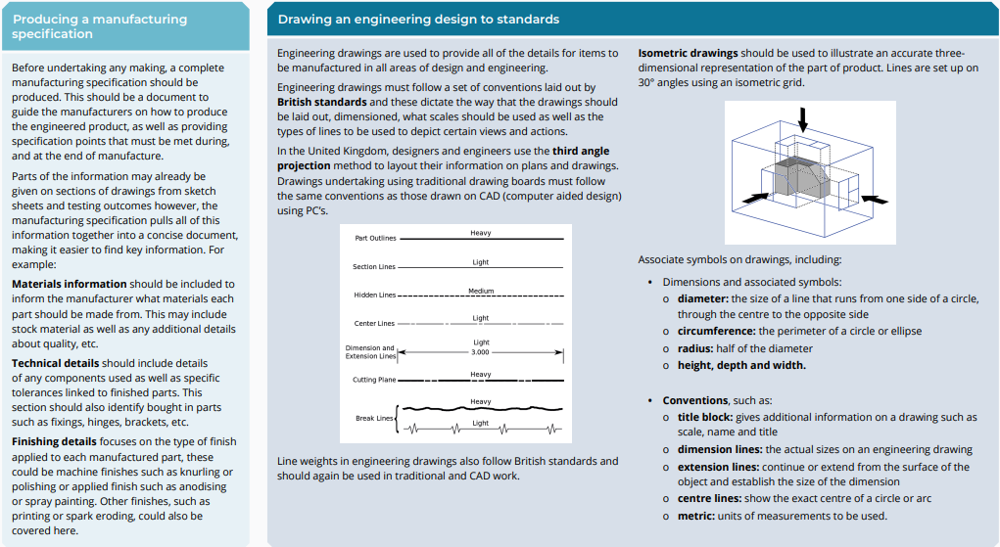 Producing a manufacturing
specification
Before undertaking any making, a complete
manufacturing specification should be
produced. This should be a document to
guide the manufacturers on how to produce
the engineered product, as well as providing
specification points that must be met during,
and at the end of manufacture.
Parts of the information may already be
given on sections of drawings from sketch
sheets and testing outcomes however, the
manufacturing specification pulls all of this
information together into a concise document,
making it easier to find key information. For
example:
Materials information should be included to
inform the manufacturer what materials each
part should be made from. This may include
stock material as well as any additional details
about quality, etc.
Technical details should include details
of any components used as well as specific
tolerances linked to finished parts. This
section should also identify bought in parts
such as fixings, hinges, brackets, etc.
Finishing details focuses on the type of finish
applied to each manufactured part, these
could be machine finishes such as knurling or
polishing or applied finish such as anodising
or spray painting. Other finishes, such as
printing or spark eroding, could also be
covered here.
Drawing an engineering design to standards
Engineering drawings are used to provide all of the details for items to
be manufactured in all areas of design and engineering.
Engineering drawings must follow a set of conventions laid out by
British standards and these dictate the way that the drawings should
be laid out, dimensioned, what scales should be used as well as the
types of lines to be used to depict certain views and actions.
In the United Kingdom, designers and engineers use the third angle
projection method to layout their information on plans and drawings.
Drawings undertaking using traditional drawing boards must follow
the same conventions as those drawn on CAD (computer aided design)
using PC's.
Part Outlines Heavy
Section Lines Light
Hidden Lines Medium
Center Lines Light
Dimension and
Extension Lines Light
3.000
Cutting Plane Heavy
Break Lines Heavy
Light
Line weights in engineering drawings also follow British standards and
should again be used in traditional and CAD work.
Isometric drawings should be used to illustrate an accurate three-
dimensional representation of the part of product. Lines are set up on
30° angles using an isometric grid.
Associate symbols on drawings, including:
• Dimensions and associated symbols:
o diameter: the size of a line that runs from one side of a circle,
through the centre to the opposite side
o circumference: the perimeter of a circle or ellipse
o radius: half of the diameter
o height, depth and width.
• Conventions, such as:
o title block: gives additional information on a drawing such as
scale, name and title
o dimension lines: the actual sizes on an engineering drawing
o extension lines: continue or extend from the surface of the
object and establish the size of the dimension
o centre lines: show the exact centre of a circle or arc
o metric: units of measurements to be used.